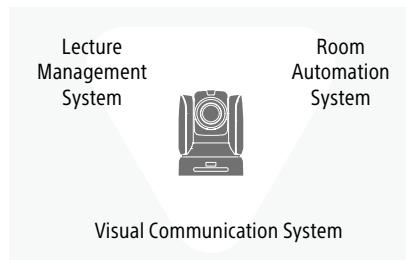 Lecture
Management
System
Room
Automation
System
Visual Communication System